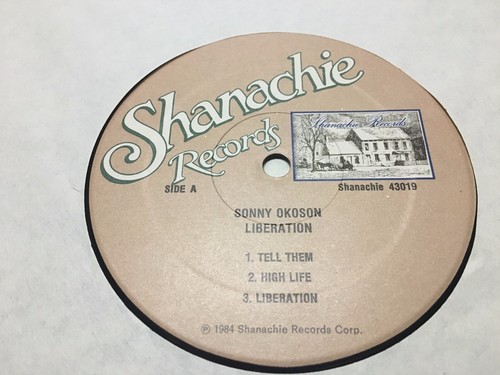 Shanachie
Records
Shanachie Records
SIDE A
Shanachie 43019
SONNY OKOSON
LIBERATION
1. TELL THEM
2. HIGH LIFE
3. LIBERATION
℗ 1984 Shanachie Records Corp.